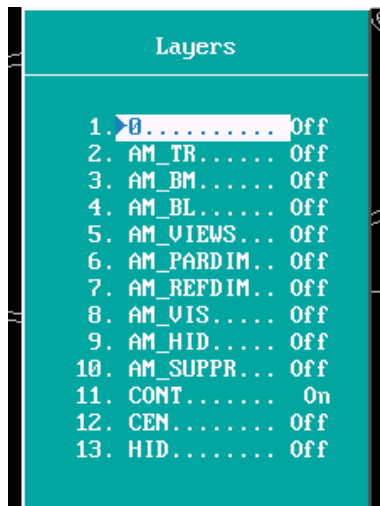 Layers
1. 0.......... Off
2. AM_TR...... Off
3. AM_BM...... Off
4. AM_BL...... Off
5. AM_VIEWS... Off
6. AM_PARDIM.. Off
7. AM_REFDIM.. Off
8. AM_VIS..... Off
9. AM_HID..... Off
10. AM_SUPPR... Off
11. CONT....... On
12. CEN........ Off
13. HID........ Off